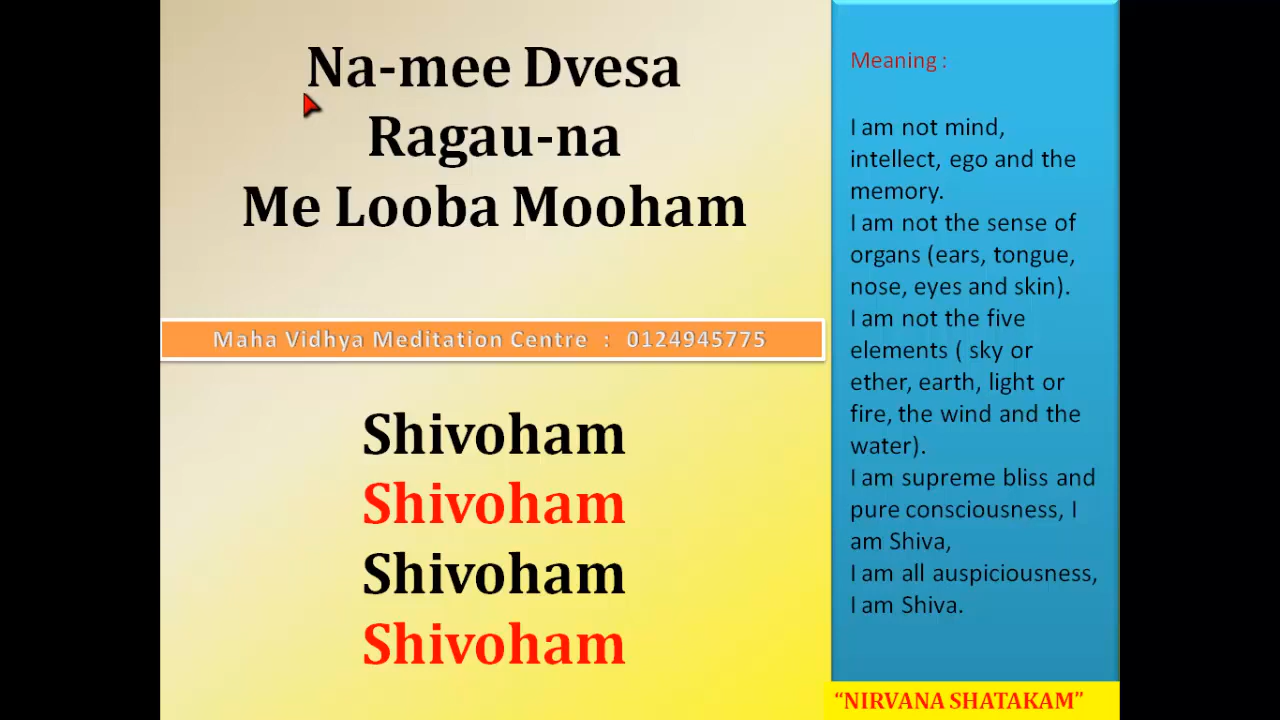 Na-mee Dvesa
Ragau-na
Me Looba Mooham
Maha Vidhya Meditation Centre : 0124945775
Shivoham
Shivoham
Shivoham
Shivoham
Meaning :
I am not mind,
intellect, ego and the
memory.
I am not the sense of
organs (ears, tongue,
nose, eyes and skin).
I am not the five
elements ( sky or
ether, earth, light or
fire, the wind and the
water).
I am supreme bliss and
pure consciousness, I
am Shiva,
I am all auspiciousness,
I am Shiva.
“NIRVANA SHATAKAM”